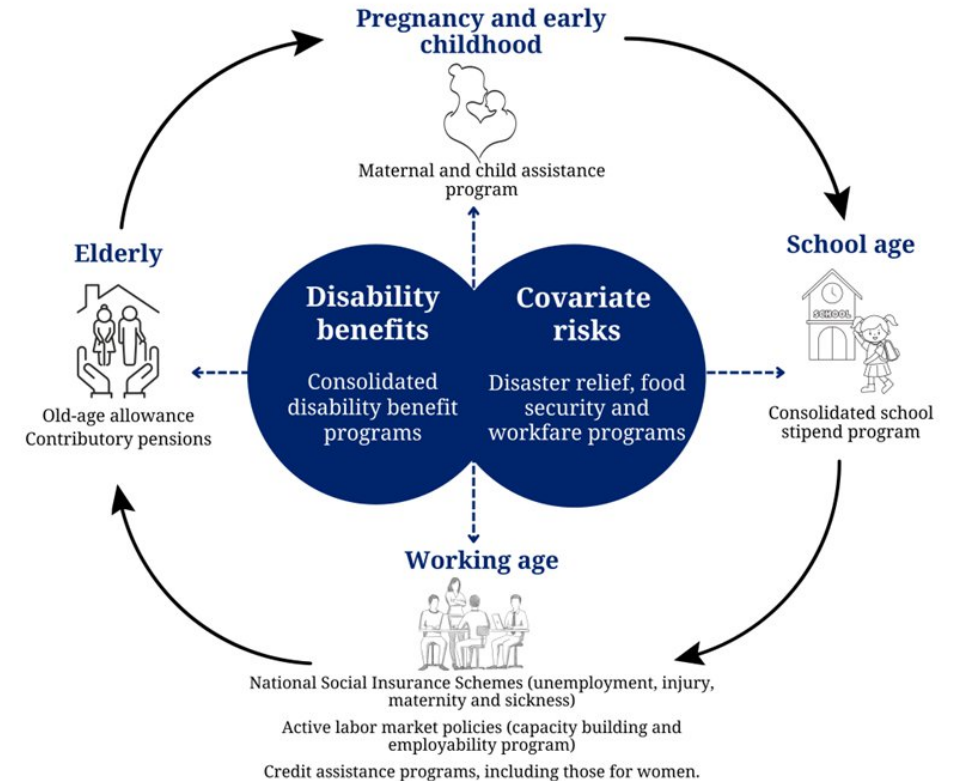 Pregnancy and early
childhood
Maternal and child assistance
program
Elderly
Old-age allowance
Contributory pensions
Disability
benefits
Consolidated
disability benefit
programs
Covariate
risks
Disaster relief, food
security and
workfare programs
School age
SCHOOL
Consolidated school
stipend program
Working age
National Social Insurance Schemes (unemployment, injury,
maternity and sickness)
Active labor market policies (capacity building and
employability program)
Credit assistance programs, including those for women.